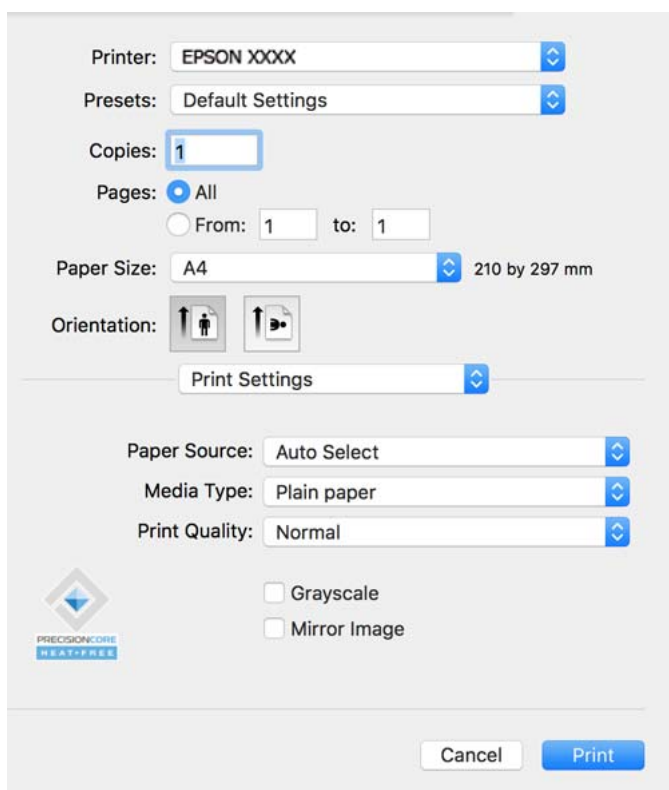 Printer: EPSON XXXX
Presets: Default Settings
Copies: 1
Pages: All
From: 1 to: 1
Paper Size: A4 210 by 297 mm
Orientation:
Print Settings
Paper Source: Auto Select
Media Type: Plain paper
Print Quality: Normal
Grayscale
Mirror Image
PRECISIONCORE
HEAT-FREE
Cancel Print